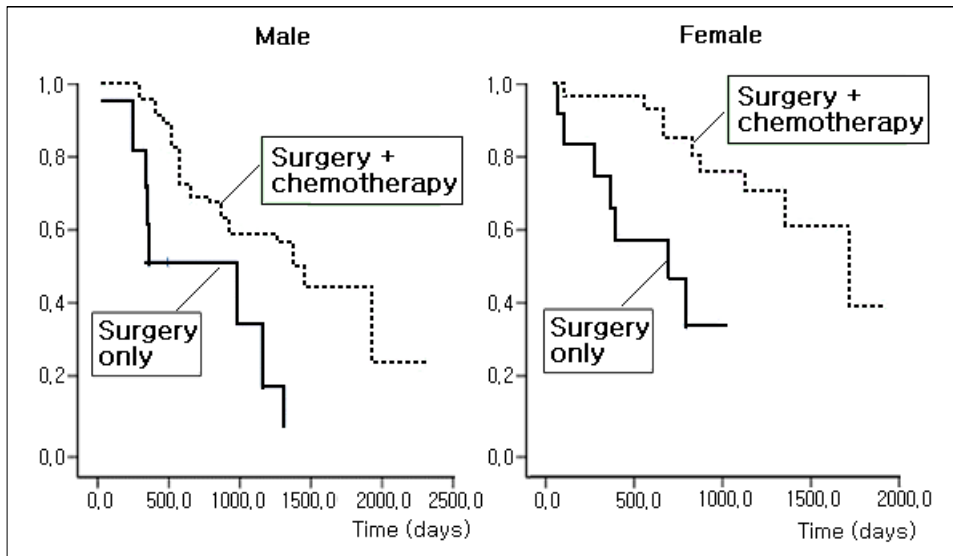 Male
1,0
0,8
0,6
0,4
0,2
0,0
Surgery +
chemotherapy
Surgery
only
0,0 500,0 1000,0 1500,0 2000,0 2500,0
Time (days)
Female
1,0
0,8
0,6
0,4
0,2
0,0
Surgery +
chemotherapy
Surgery
only
0,0 500,0 1000,0 1500,0 2000,0
Time (days)